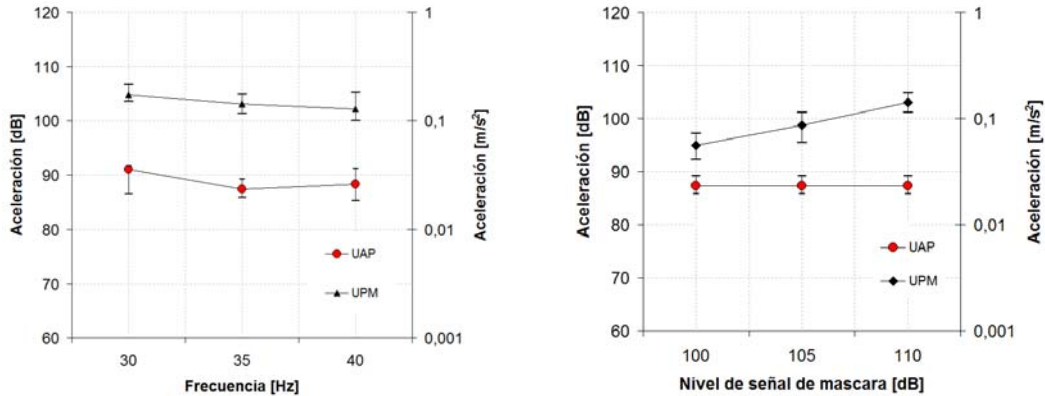 120
110
100
90
80
70
60
Aceleración [dB]
1
0,1
0,01
0,001
Aceleración [m/s²]
UAP
UPM
30 35 40
Frecuencia [Hz]
120
110
100
90
80
70
60
Aceleración [dB]
1
0,1
0,01
0,001
Aceleración [m/s²]
UAP
UPM
100 105 110
Nivel de señal de mascara [dB]